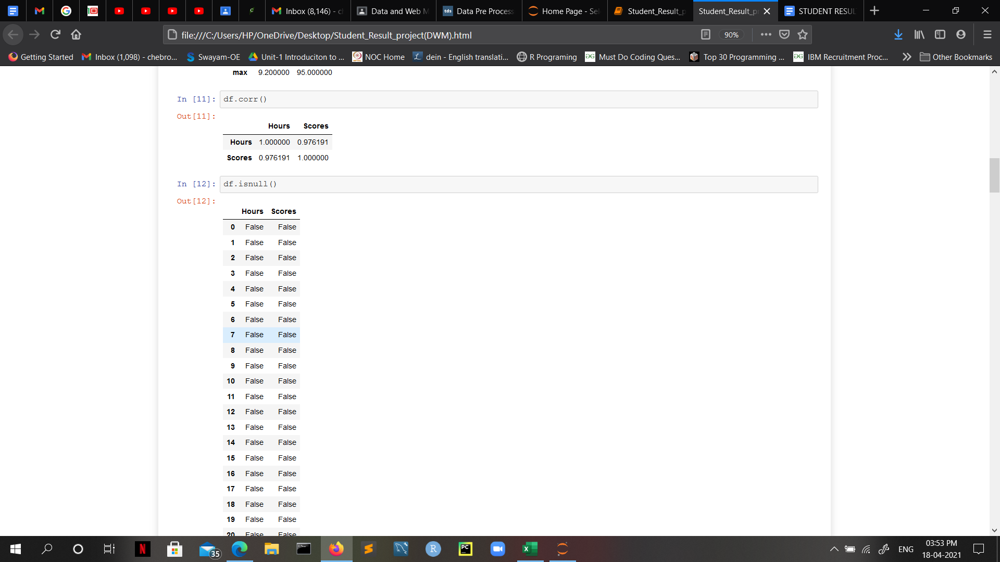 Inbox (8,146) - c
Data and Web M
tds Data Pre Process
Home Page - Sel
Student_Result_p
Student_Result_p
STUDENT RESUL
file:///C:/Users/HP/OneDrive/Desktop/Student_Result_project(DWM).html
90%
Getting Started
Inbox (1,098) - chebro...
Swayam-OE
Unit-1 Introduciton to ...
NOC Home
dein - English translati...
R Programing
Must Do Coding Ques...
Top 30 Programming ...
IBM Recruitment Proc...
Other Bookmarks
max 9.200000 95.000000
In [11]: df.corr()
Out[11]:
Hours Scores
Hours 1.000000 0.976191
Scores 0.976191 1.000000
In [12]: df.isnull()
Out[12]:
Hours Scores
0 False False
1 False False
2 False False
3 False False
4 False False
5 False False
6 False False
7 False False
8 False False
9 False False
10 False False
11 False False
12 False False
13 False False
14 False False
15 False False
16 False False
17 False False
18 False False
19 False False
20 False False
35
R
PC
ENG
03:53 PM
18-04-2021